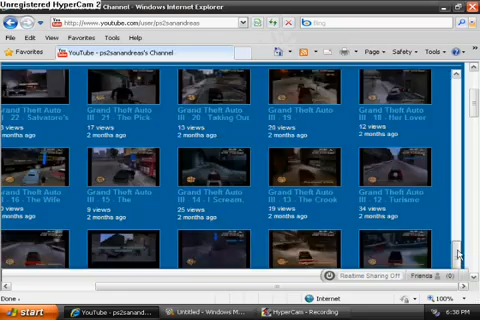 Unregistered HyperCam 2
Channel - Windows Internet Explorer
http://www.youtube.com/user/ps2sanandreas
Bing
File Edit View Favorites Tools Help
Favorites
YouTube - ps2sanandreas's Channel
Page Safety Tools
Grand Theft Auto Grand Theft Auto Grand Theft Auto Grand Theft Auto Grand Theft Auto
III - 22 - Salvatore's III - 21 - The Pick III - 20 - Taking Out III - 19 III - 18 - Her Lover
views 17 views 13 views 20 views 12 views
months ago 2 months ago 2 months ago 2 months ago 2 months ago
Grand Theft Auto Grand Theft Auto Grand Theft Auto Grand Theft Auto Grand Theft Auto
III - 16 - The Wife III - 15 - The III - 14 - I Scream, III - 13 - The Crook III - 12 - Turismo
views 9 views 25 views 19 views 34 views
months ago 2 months ago 2 months ago 2 months ago 2 months ago
Realtime Sharing Off Friends (0)
Done Internet 100%
start YouTube - ps2sanand... Untitled - Windows M... HyperCam - Recording 6:38 PM